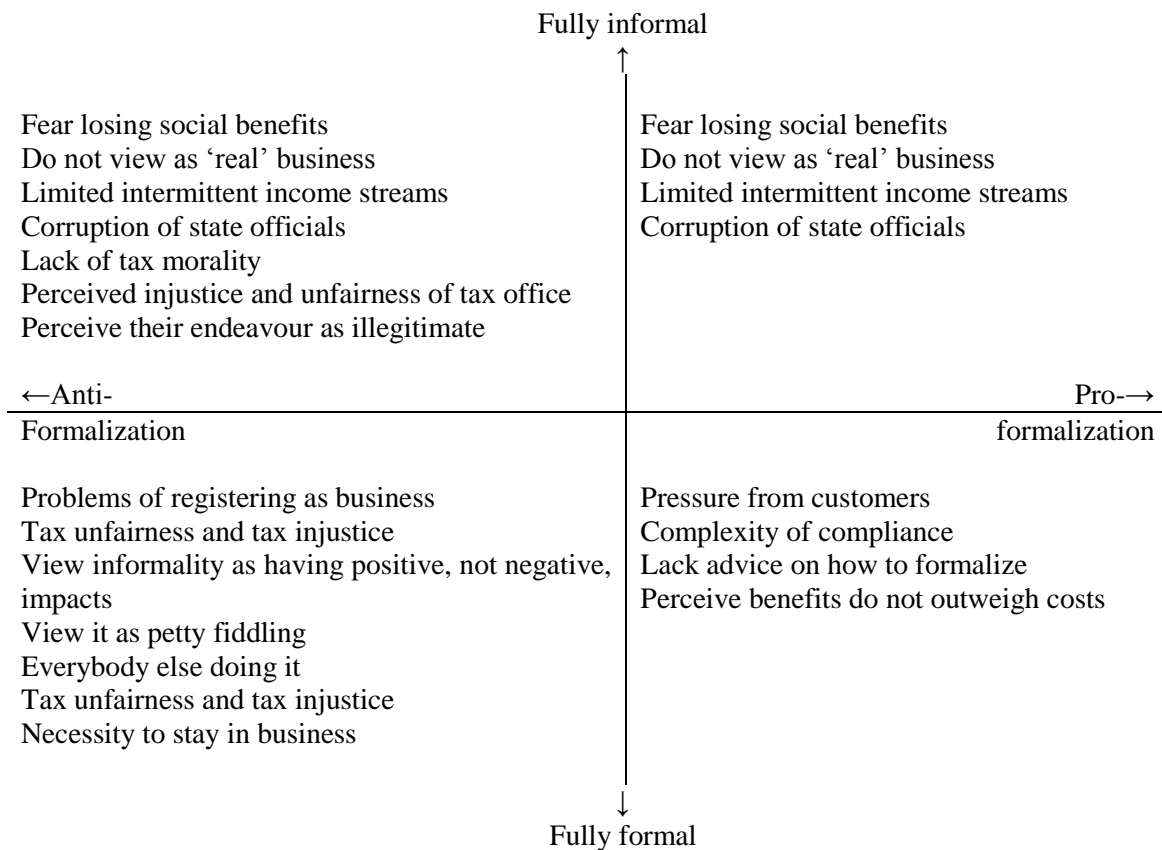 Fully informal
↑
Fear losing social benefits
Do not view as ‘real’ business
Limited intermittent income streams
Corruption of state officials
Lack of tax morality
Perceived injustice and unfairness of tax office
Perceive their endeavour as illegitimate
Fear losing social benefits
Do not view as ‘real’ business
Limited intermittent income streams
Corruption of state officials
←Anti-
Formalization
Pro-→
formalization
Problems of registering as business
Tax unfairness and tax injustice
View informality as having positive, not negative,
impacts
View it as petty fiddling
Everybody else doing it
Tax unfairness and tax injustice
Necessity to stay in business
Pressure from customers
Complexity of compliance
Lack advice on how to formalize
Perceive benefits do not outweigh costs
↓
Fully formal